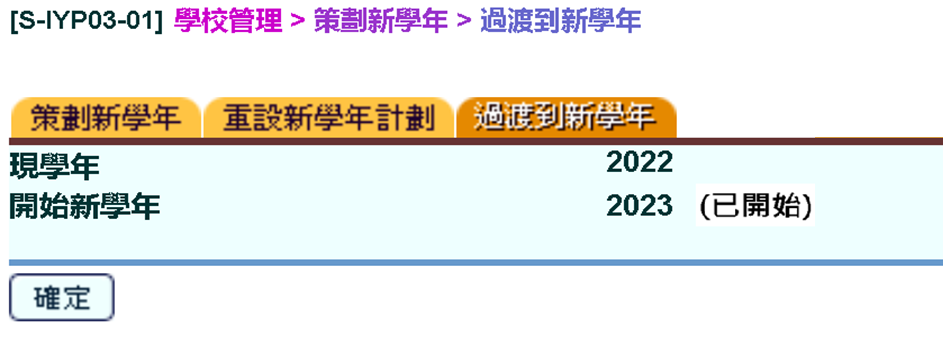 [S-IYP03-01] 學校管理 > 策劃新學年 > 過渡到新學年
策劃新學年 重設新學年計劃 過渡到新學年
現學年 2022
開始新學年 2023 (已開始)
確定